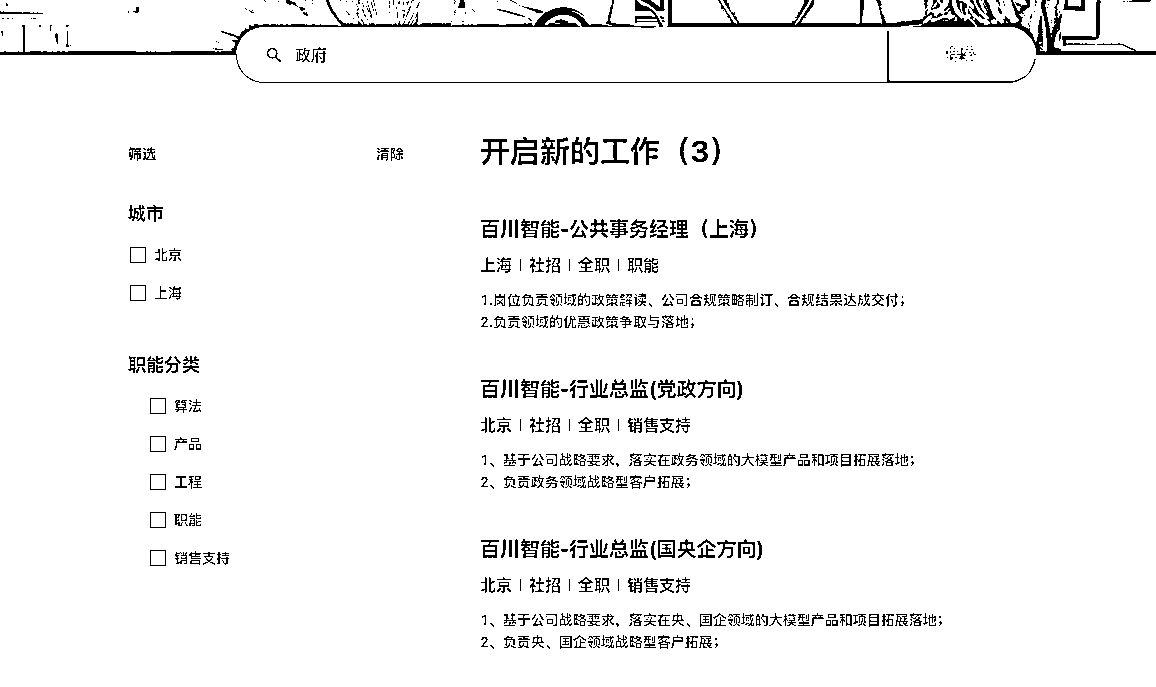 政府
筛选
清除
城市
北京
上海
职能分类
算法
产品
工程
职能
销售支持
开启新的工作（3）
百川智能-公共事务经理（上海）
上海 | 社招 | 全职 | 职能
1.岗位负责领域的政策解读、公司合规策略制订、合规结果达成交付；
2.负责领域的优惠政策争取与落地；
百川智能-行业总监(党政方向)
北京 | 社招 | 全职 | 销售支持
1、基于公司战略要求，落实在政务领域的大模型产品和项目拓展落地；
2、负责政务领域战略型客户拓展；
百川智能-行业总监(国央企方向)
北京 | 社招 | 全职 | 销售支持
1、基于公司战略要求，落实在央、国企领域的大模型产品和项目拓展落地；
2、负责央、国企领域战略型客户拓展；